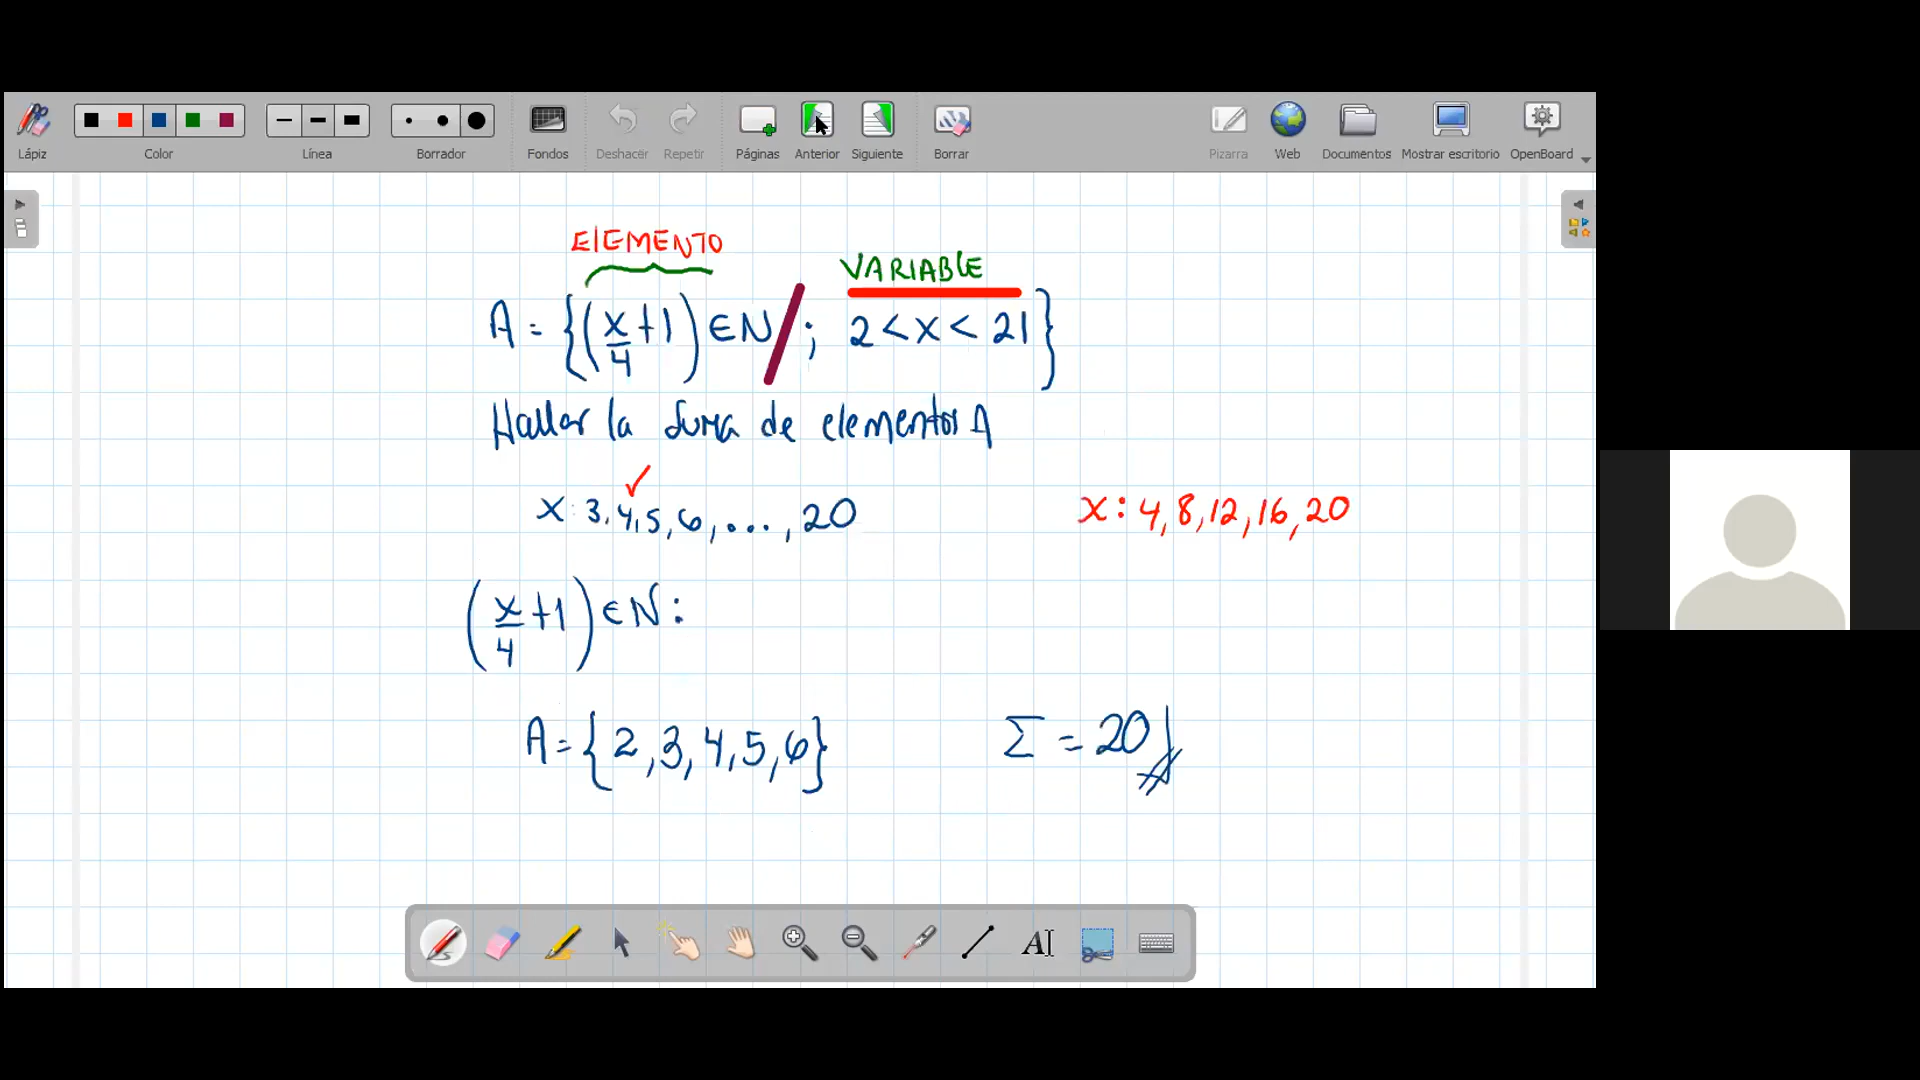 Lápiz Color Línea Borrador Fondos Deshacer Repetir Páginas Anterior Siguiente Borrar Pizarra Web Documentos Mostrar escritorio OpenBoard
ElEMENTO
VARIABLE
A = {(x/4 + 1) ∈ N / ; 2 < x < 21}
Hallar la suma de elementos A
x : 3, 4, 5, 6, ..., 20
x : 4, 8, 12, 16, 20
(x/4 + 1) ∈ N :
A = {2, 3, 4, 5, 6}
Σ = 20
AI